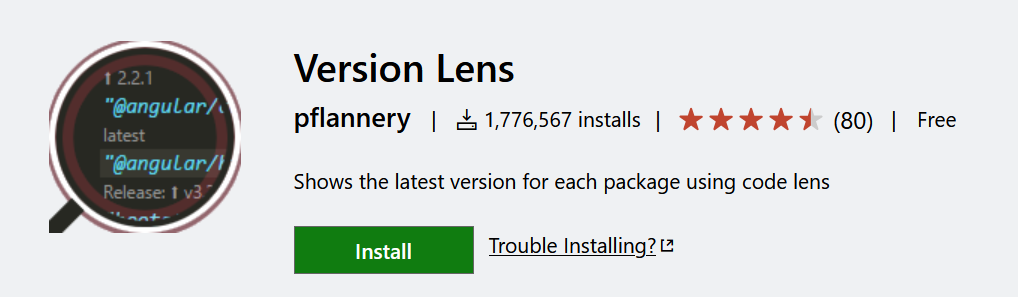 Version Lens
pflannery | 1,776,567 installs | (80) | Free
Shows the latest version for each package using code lens
Install Trouble Installing?
⬆ 2.2.1
"@angular/
latest
"@angular/
Release: ⬆ v3